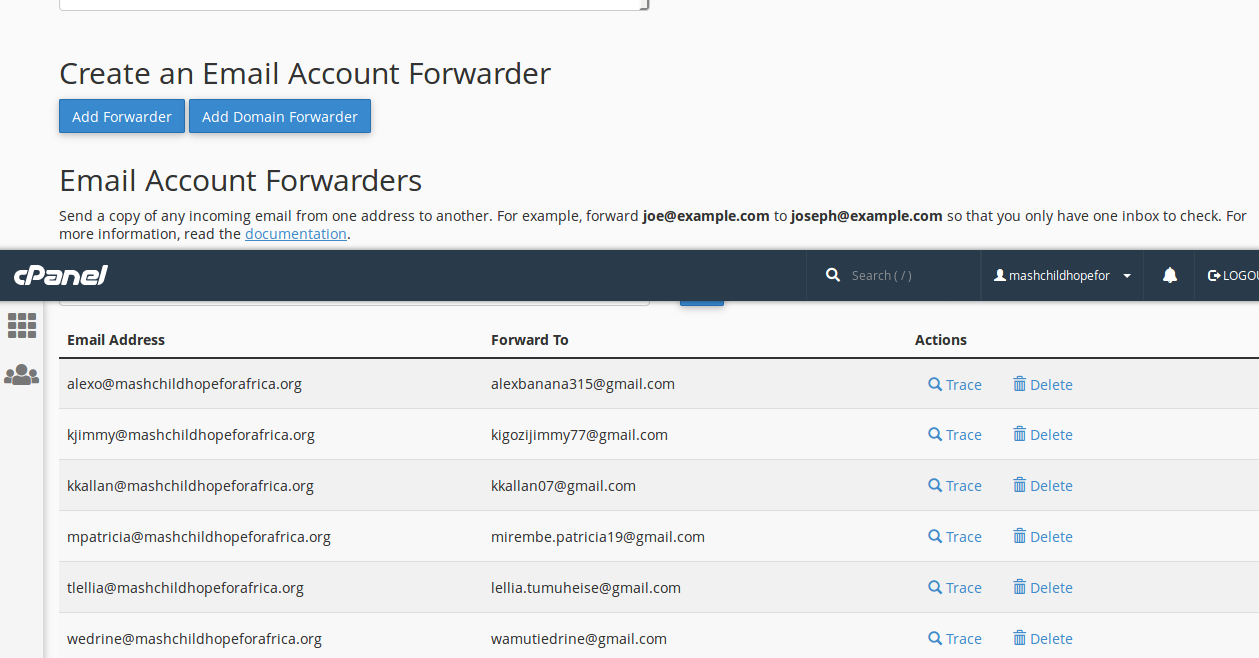 Create an Email Account Forwarder
Add Forwarder Add Domain Forwarder
Email Account Forwarders
Send a copy of any incoming email from one address to another. For example, forward joe@example.com to joseph@example.com so that you only have one inbox to check. For
more information, read the documentation.
cPanel Search ( / ) mashchildhopefor LOGOU
Email Address Forward To Actions
alexo@mashchildhopeforafrica.org alexbanana315@gmail.com Trace Delete
kjimmy@mashchildhopeforafrica.org kigozijimmy77@gmail.com Trace Delete
kkallan@mashchildhopeforafrica.org kkallan07@gmail.com Trace Delete
mpatricia@mashchildhopeforafrica.org mirembe.patricia19@gmail.com Trace Delete
tlellia@mashchildhopeforafrica.org lellia.tumuheise@gmail.com Trace Delete
wedrine@mashchildhopeforafrica.org wamutiedrine@gmail.com Trace Delete